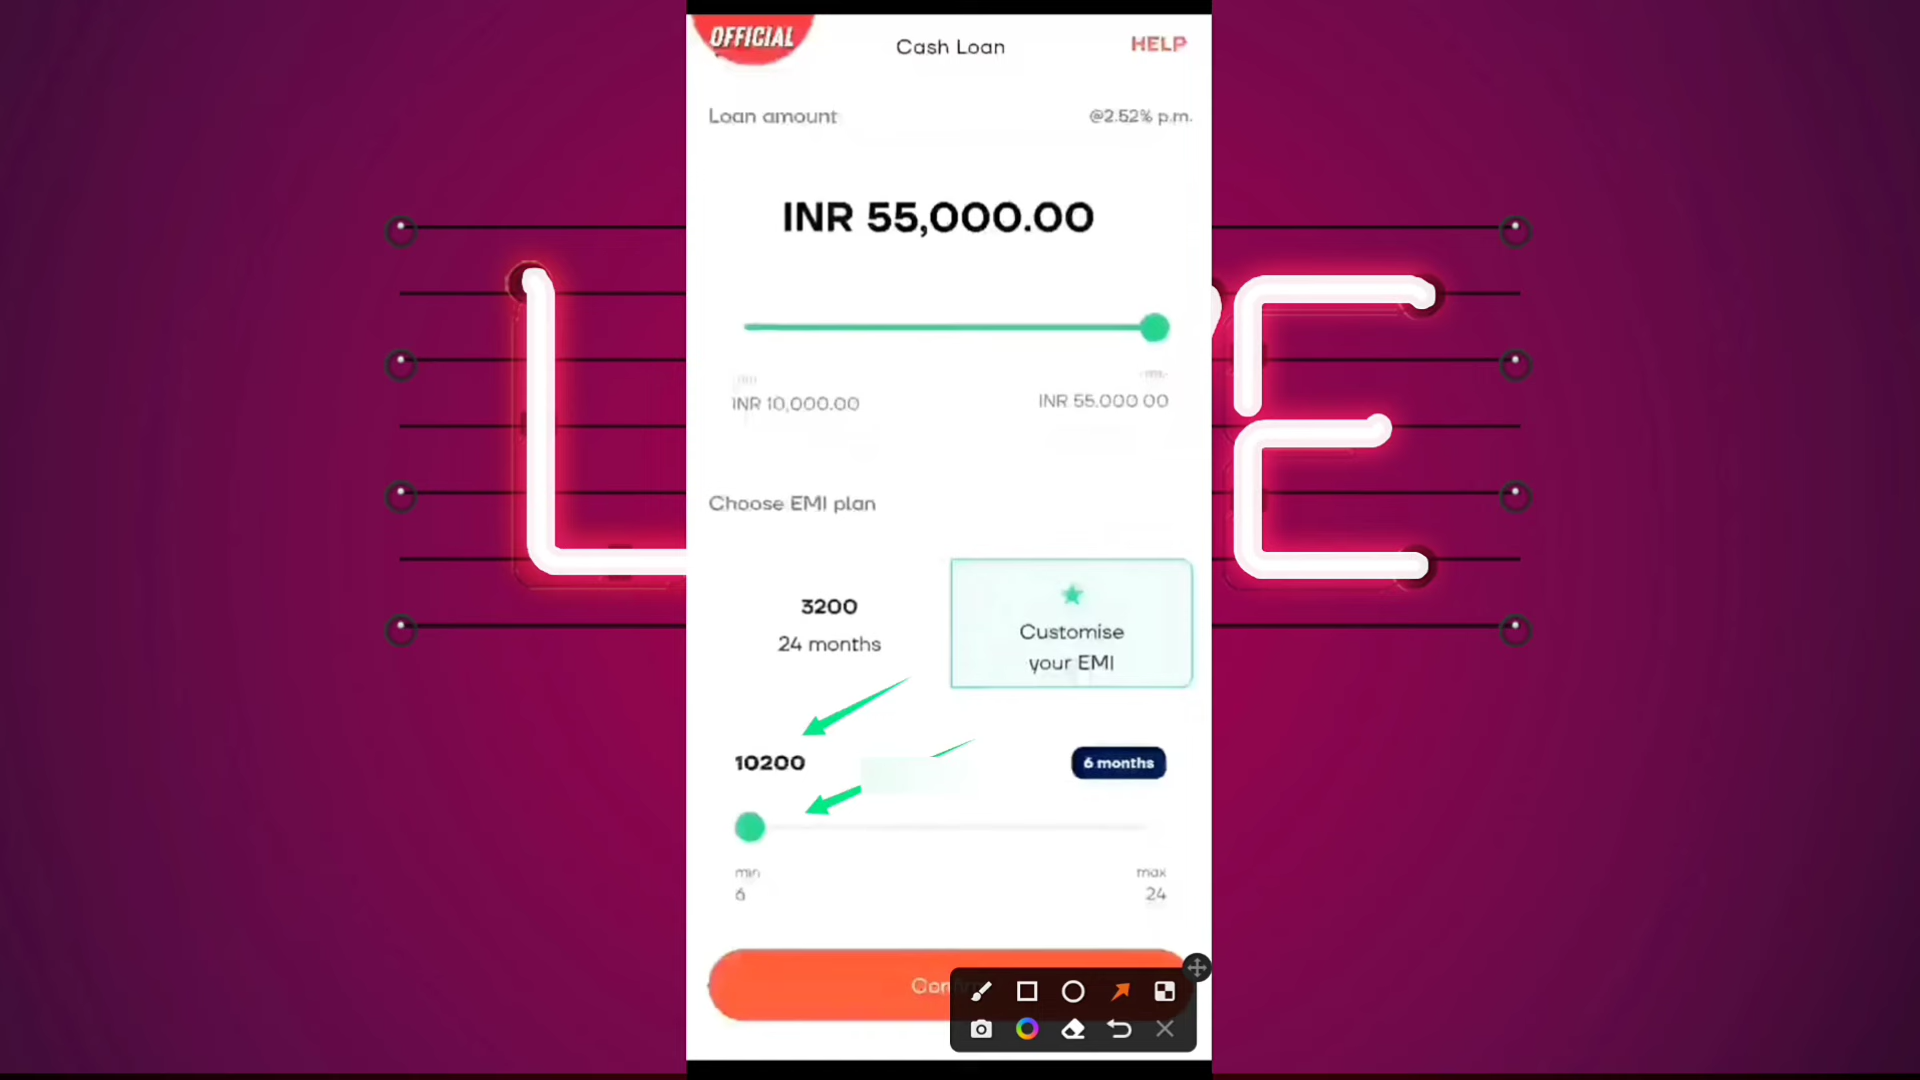 OFFICIAL
Cash Loan
HELP
Loan amount
@2.52% p.m.
INR 55,000.00
INR 10,000.00
INR 55.000 00
Choose EMI plan
3200
24 months
Customise
your EMI
10200
6 months
min
6
max
24